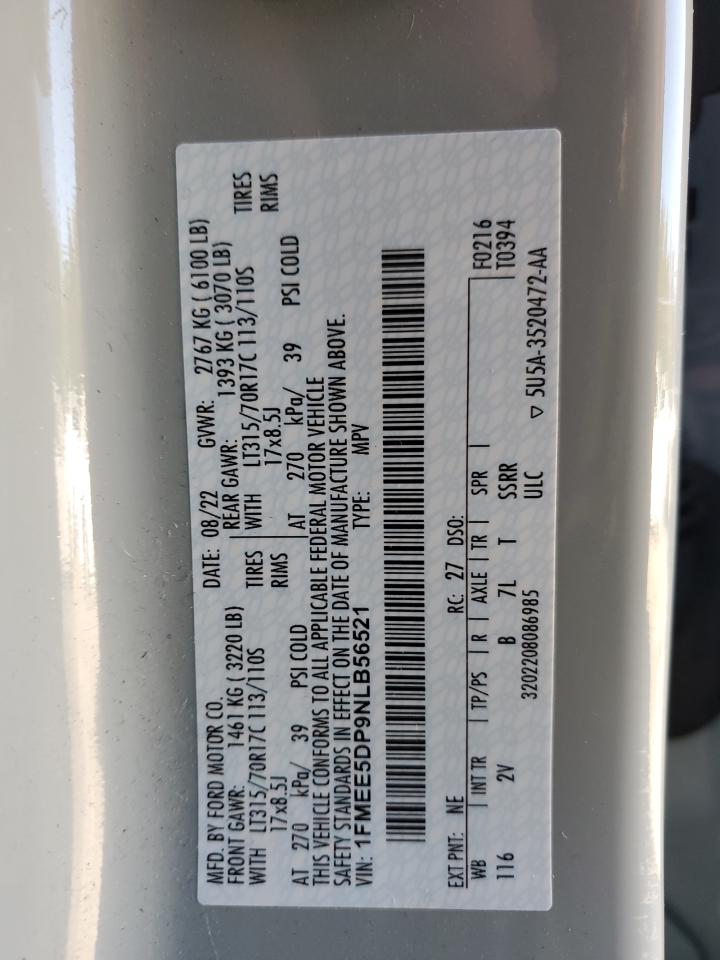 MFD. BY FORD MOTOR CO. DATE: 08/22 GVWR: 2767 KG ( 6100 LB)
FRONT GAWR: 1461 KG ( 3220 LB) REAR GAWR: 1393 KG ( 3070 LB)
WITH LT315/70R17C 113/110S TIRES WITH LT315/70R17C 113/110S TIRES
17x8.5J RIMS 17x8.5J RIMS
AT 270 kPa/ 39 PSI COLD AT 270 kPa/ 39 PSI COLD
THIS VEHICLE CONFORMS TO ALL APPLICABLE FEDERAL MOTOR VEHICLE
SAFETY STANDARDS IN EFFECT ON THE DATE OF MANUFACTURE SHOWN ABOVE.
VIN: 1FMEE5DP9NLB56521 TYPE: MPV
EXT PNT: NE RC: 27 DSO:
WB INT TR TP/PS R AXLE TR SPR F0216
116 2V B 7L T SSRR T0394
3202208086985 ULC ▽ 5U5A-3520472-AA